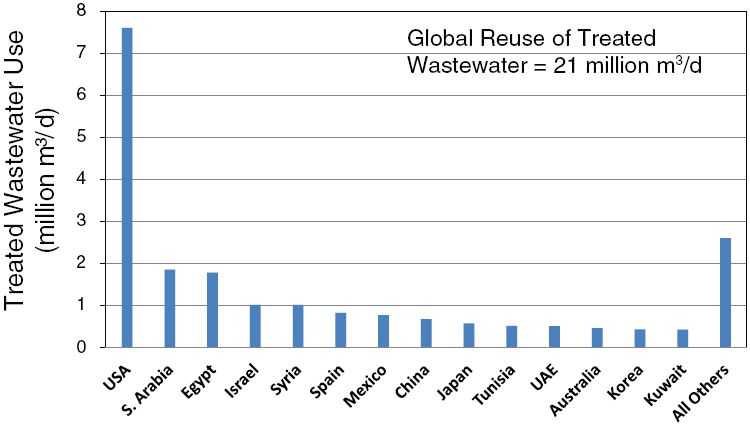 Treated Wastewater Use
(million m³/d)
8
7
6
5
4
3
2
1
0
Global Reuse of Treated
Wastewater = 21 million m³/d
USA
S. Arabia
Egypt
Israel
Syria
Spain
Mexico
China
Japan
Tunisia
UAE
Australia
Korea
Kuwait
All Others